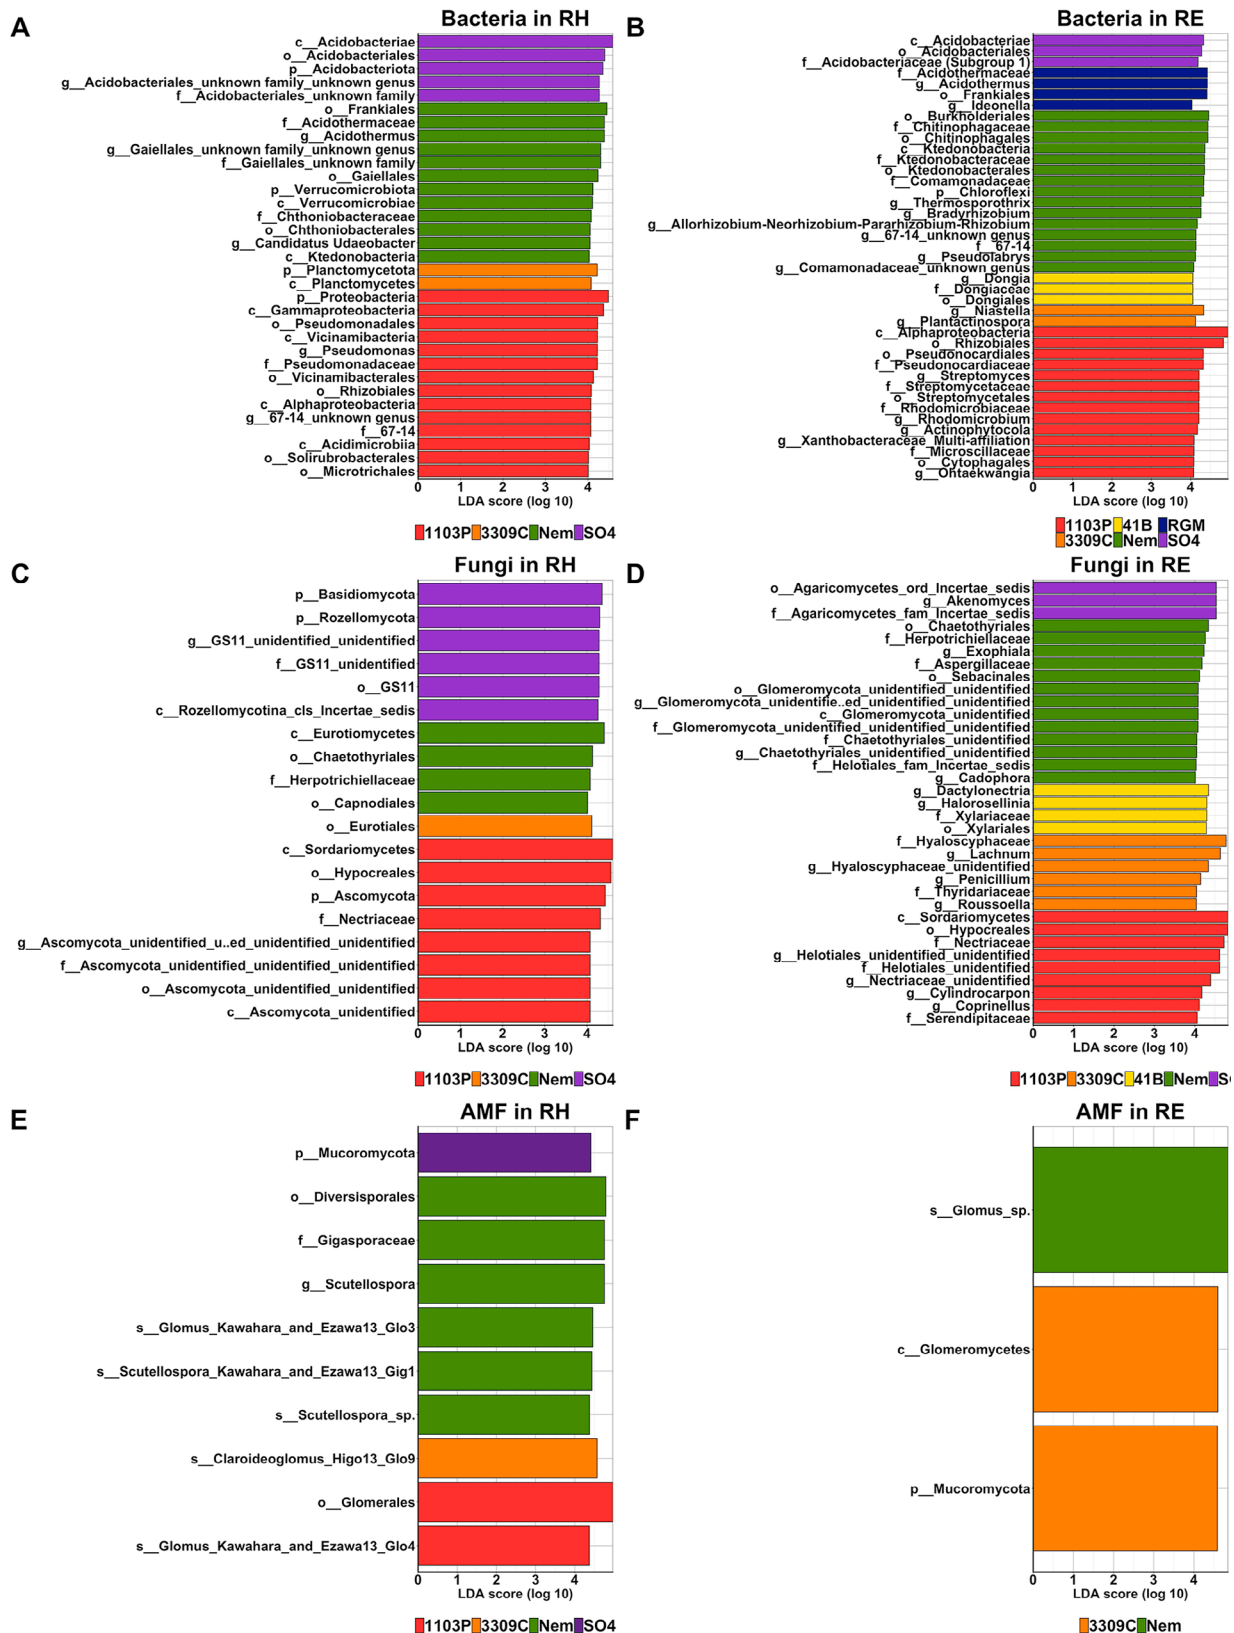 A
Bacteria in RH
c__Acidobacteriae
o__Acidobacteriales
p__Acidobacteriota
g__Acidobacteriales_unknown family_unknown genus
f__Acidobacteriales_unknown family
o__Frankiales
f__Acidothermaceae
g__Acidothermus
g__Gaiellales_unknown family_unknown genus
f__Gaiellales_unknown family
o__Gaiellales
p__Verrucomicrobiota
c__Verrucomicrobiae
f__Chthoniobacteraceae
o__Chthoniobacterales
g__Candidatus Udaeobacter
c__Ktedonobacteria
p__Planctomycetota
c__Planctomycetes
p__Proteobacteria
c__Gammaproteobacteria
o__Pseudomonadales
c__Vicinamibacteria
g__Pseudomonas
f__Pseudomonadaceae
o__Vicinamibacterales
o__Rhizobiales
c__Alphaproteobacteria
g__67-14_unknown genus
f__67-14
c__Acidimicrobiia
o__Solirubrobacterales
o__Microtrichales
0 1 2 3 4
LDA score (log 10)
1103P 3309C Nem SO4
B
Bacteria in RE
c__Acidobacteriae
o__Acidobacteriales
f__Acidobacteriaceae (Subgroup 1)
f__Acidothermaceae
g__Acidothermus
o__Frankiales
g__Ideonella
o__Burkholderiales
f__Chitinophagaceae
o__Chitinophagales
c__Ktedonobacteria
f__Ktedonobacteraceae
o__Ktedonobacterales
f__Comamonadaceae
p__Chloroflexi
g__Thermosporothrix
g__Bradyrhizobium
g__Allorhizobium-Neorhizobium-Pararhizobium-Rhizobium
g__67-14_unknown genus
f__67-14
g__Pseudolabrys
g__Comamonadaceae_unknown genus
g__Dongia
f__Dongiaceae
o__Dongiales
g__Niastella
g__Plantactinospora
c__Alphaproteobacteria
o__Rhizobiales
o__Pseudonocardiales
f__Pseudonocardiaceae
g__Streptomyces
f__Streptomycetaceae
o__Streptomycetales
f__Rhodomicrobiaceae
g__Rhodomicrobium
g__Actinophytocola
g__Xanthobacteraceae_Multi-affiliation
f__Microscillaceae
o__Cytophagales
g__Ohtaekwangia
0 1 2 3 4
LDA score (log 10)
1103P 41B RGM
3309C Nem SO4
C
Fungi in RH
p__Basidiomycota
p__Rozellomycota
g__GS11_unidentified_unidentified
f__GS11_unidentified
o__GS11
c__Rozellomycotina_cls_Incertae_sedis
c__Eurotiomycetes
o__Chaetothyriales
f__Herpotrichiellaceae
o__Capnodiales
o__Eurotiales
c__Sordariomycetes
o__Hypocreales
p__Ascomycota
f__Nectriaceae
g__Ascomycota_unidentified_u..ed_unidentified_unidentified
f__Ascomycota_unidentified_unidentified_unidentified
o__Ascomycota_unidentified_unidentified
c__Ascomycota_unidentified
0 1 2 3 4
LDA score (log 10)
1103P 3309C Nem SO4
D
Fungi in RE
o__Agaricomycetes_ord_Incertae_sedis
g__Akenomyces
f__Agaricomycetes_fam_Incertae_sedis
o__Chaetothyriales
f__Herpotrichiellaceae
g__Exophiala
f__Aspergillaceae
o__Sebacinales
o__Glomeromycota_unidentified_unidentified
g__Glomeromycota_unidentifie..ed_unidentified_unidentified
c__Glomeromycota_unidentified
f__Glomeromycota_unidentified_unidentified_unidentified
f__Chaetothyriales_unidentified
g__Chaetothyriales_unidentified_unidentified
f__Helotiales_fam_Incertae_sedis
g__Cadophora
g__Dactylonectria
g__Halorosellinia
f__Xylariaceae
o__Xylariales
f__Hyaloscyphaceae
g__Lachnum
g__Hyaloscyphaceae_unidentified
g__Penicillium
f__Thyridariaceae
g__Roussoella
c__Sordariomycetes
o__Hypocreales
f__Nectriaceae
g__Helotiales_unidentified_unidentified
f__Helotiales_unidentified
g__Nectriaceae_unidentified
g__Cylindrocarpon
g__Coprinellus
f__Serendipitaceae
0 1 2 3 4
LDA score (log 10)
1103P 3309C 41B Nem S
E
AMF in RH
p__Mucoromycota
o__Diversisporales
f__Gigasporaceae
g__Scutellospora
s__Glomus_Kawahara_and_Ezawa13_Glo3
s__Scutellospora_Kawahara_and_Ezawa13_Gig1
s__Scutellospora_sp.
s__Claroideoglomus_Higo13_Glo9
o__Glomerales
s__Glomus_Kawahara_and_Ezawa13_Glo4
0 1 2 3 4
LDA score (log 10)
1103P 3309C Nem SO4
F
AMF in RE
s__Glomus_sp.
c__Glomeromycetes
p__Mucoromycota
0 1 2 3 4
LDA score (log 10)
3309C Nem